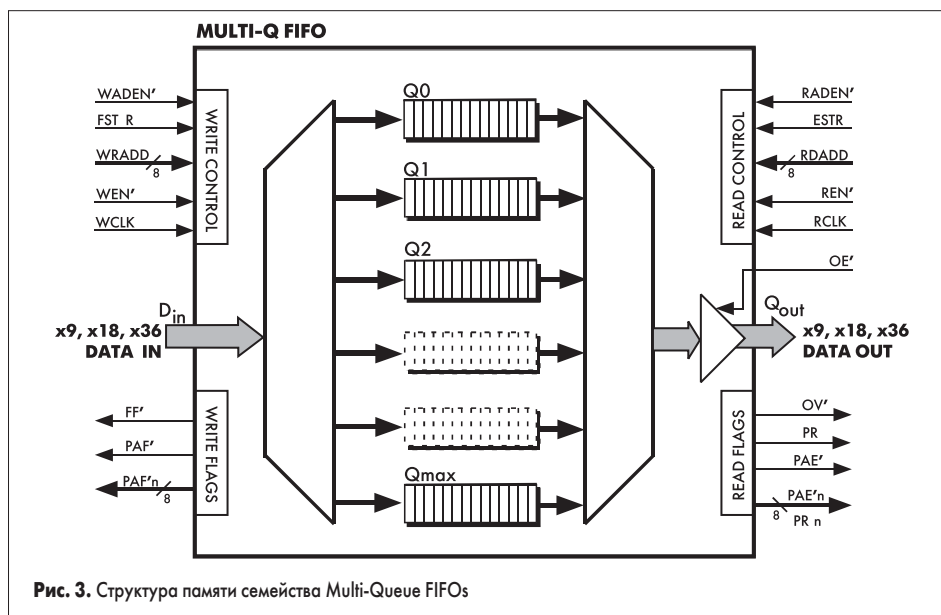 MULTI-Q FIFO
WADEN'
FST R
WRADD
8
WEN'
WCLK
WRITE CONTROL
Q0
Q1
Q2
Qmax
RADEN'
ESTR
RDADD
8
REN'
RCLK
READ CONTROL
OE'
Din
x9, x18, x36
DATA IN
Qout
x9, x18, x36
DATA OUT
FF'
PAF'
PAF'n
8
WRITE FLAGS
READ FLAGS
OV'
PR
PAE'
PAE'n
8
PR n
Рис. 3. Структура памяти семейства Multi-Queue FIFOs